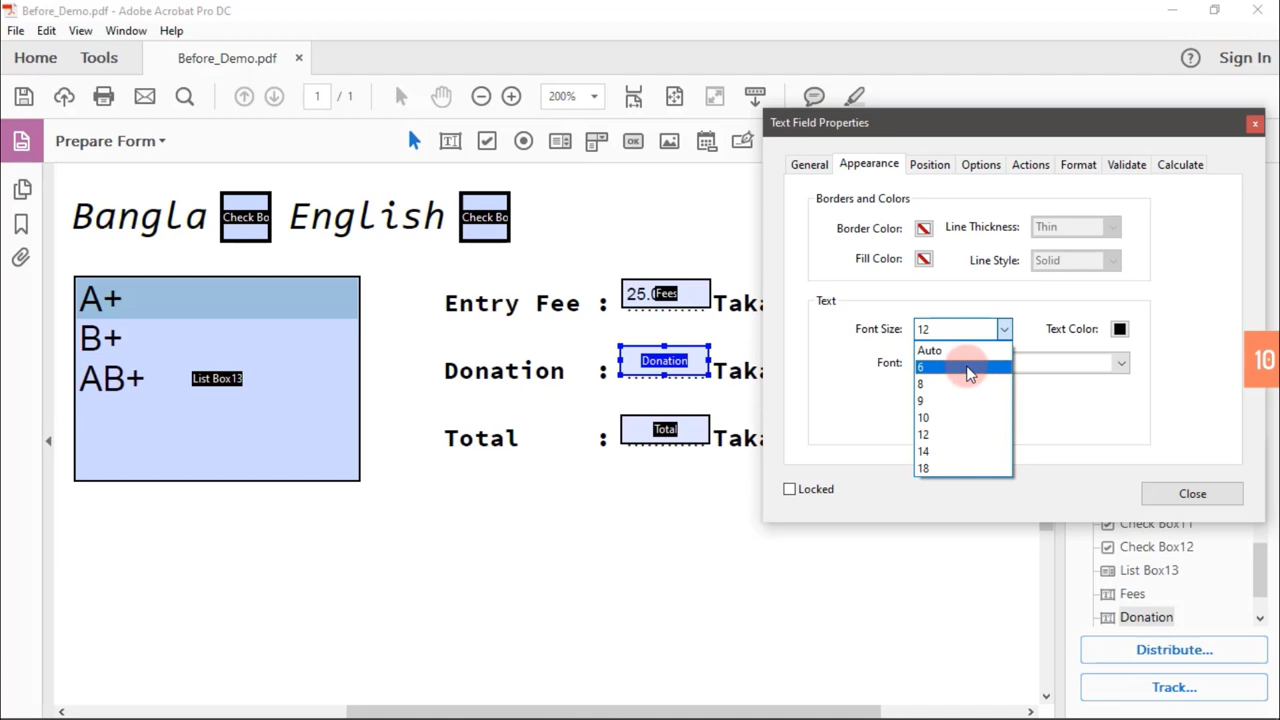 Before_Demo.pdf - Adobe Acrobat Pro DC
File Edit View Window Help
Home Tools Before_Demo.pdf × ? Sign In
1 / 1 200%
Prepare Form OK
Text Field Properties x
General Appearance Position Options Actions Format Validate Calculate
Borders and Colors
Border Color: Line Thickness: Thin
Fill Color: Line Style: Solid
Text
Font Size: 12 Text Color:
Auto
Font:
6
8
9
10
12
14
18
Locked Close
Bangla Check Bo English Check Bo
A+
B+
AB+ List Box13
Entry Fee : 25.0 Fees Taka
Donation : Donation Taka
Total : Total Taka
10
Check Box11
Check Box12
List Box13
Fees
Donation
Distribute...
Track...